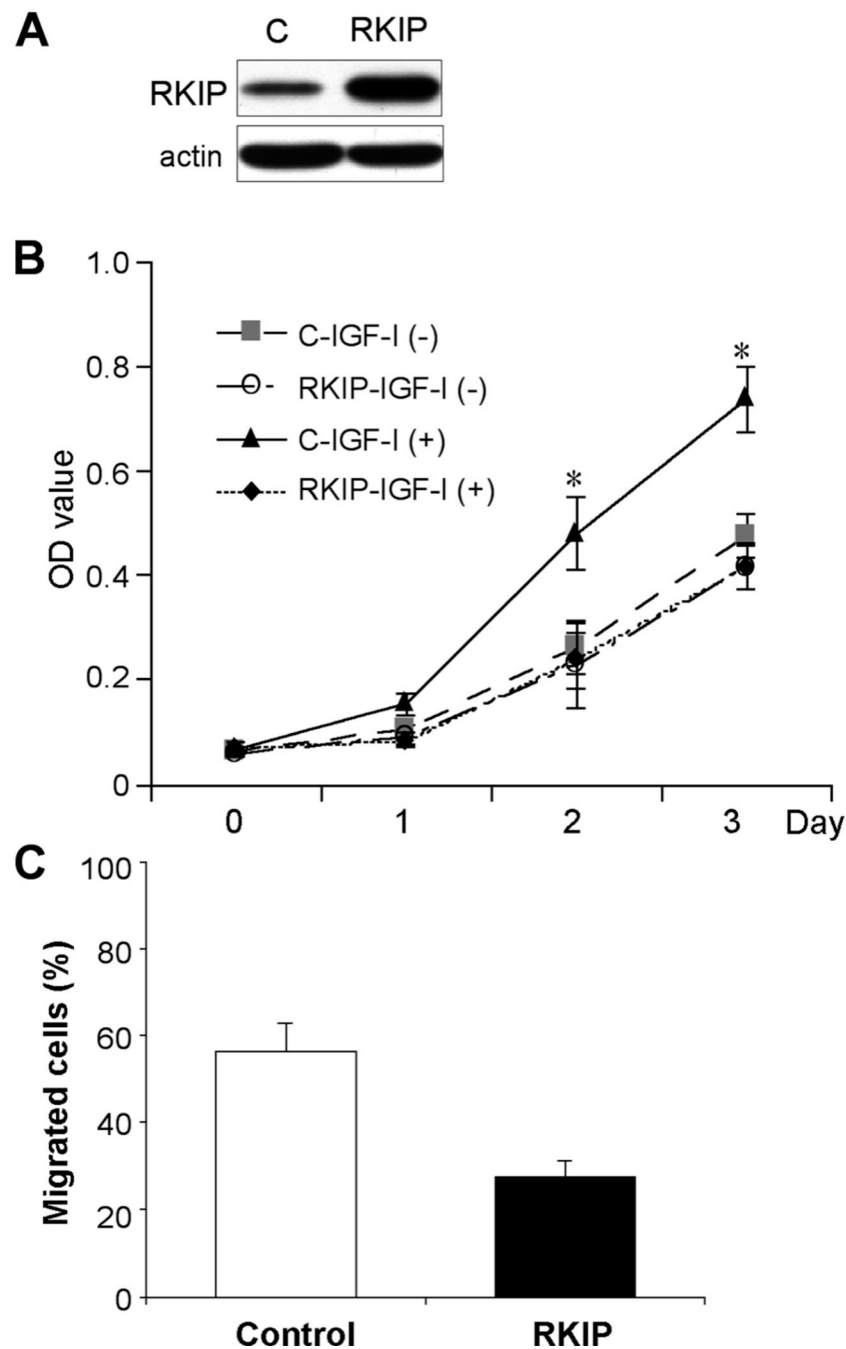 A
C RKIP
RKIP
actin
B
1.0
0.8
0.6
0.4
0.2
0
OD value
C-IGF-I (-)
RKIP-IGF-I (-)
C-IGF-I (+)
RKIP-IGF-I (+)
*
*
0 1 2 3 Day
C
100
80
60
40
20
0
Migrated cells (%)
Control RKIP